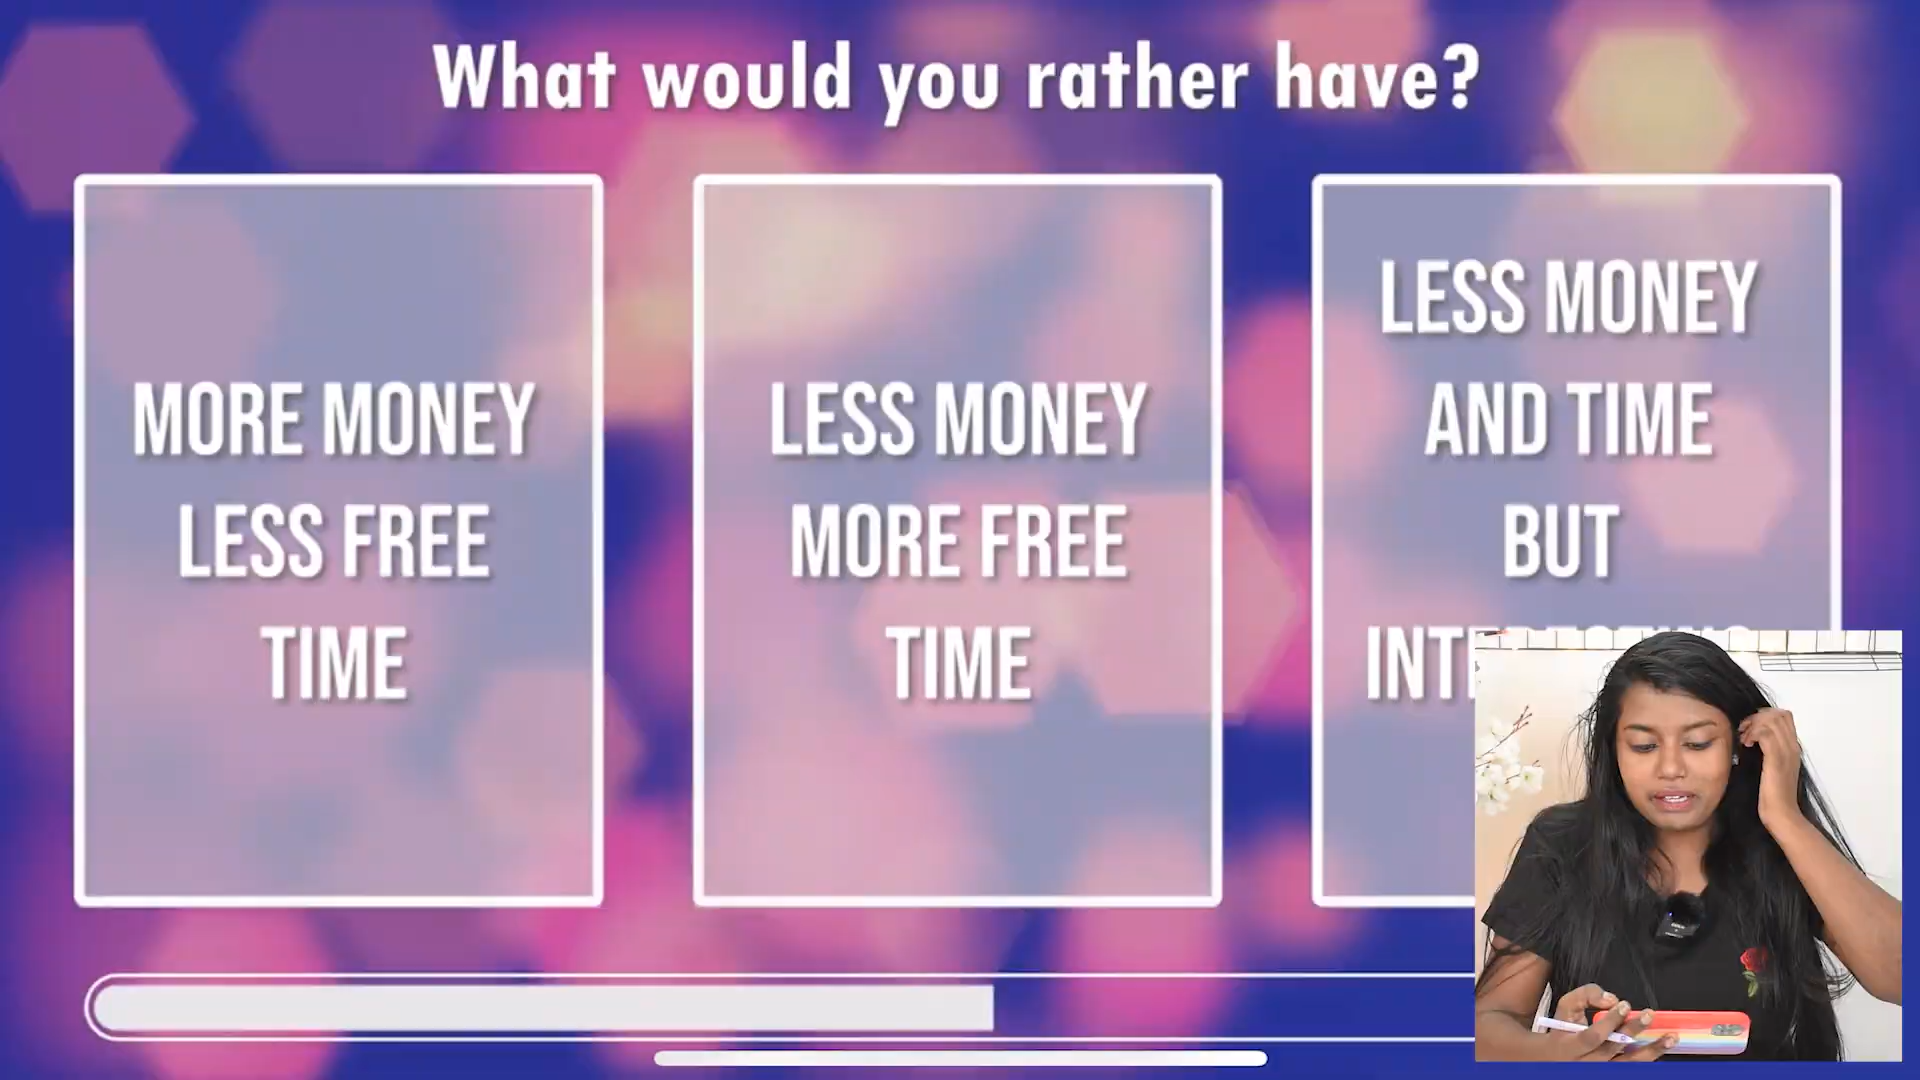 What would you rather have?
MORE MONEY
LESS FREE
TIME
LESS MONEY
MORE FREE
TIME
LESS MONEY
AND TIME
BUT